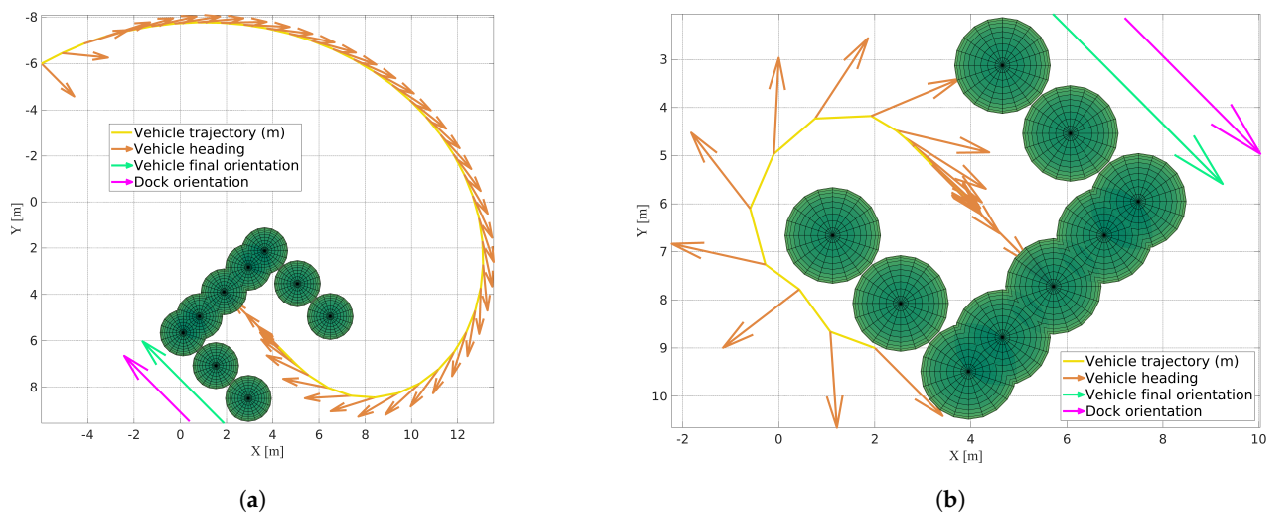 -8
-6
-4
-2
0
2
4
6
8
Y [m]
-4
-2
0
2
4
6
8
10
12
X [m]
Vehicle trajectory (m)
Vehicle heading
Vehicle final orientation
Dock orientation
(a)
3
4
5
6
7
8
9
10
Y [m]
-2
0
2
4
6
8
10
X [m]
Vehicle trajectory (m)
Vehicle heading
Vehicle final orientation
Dock orientation
(b)